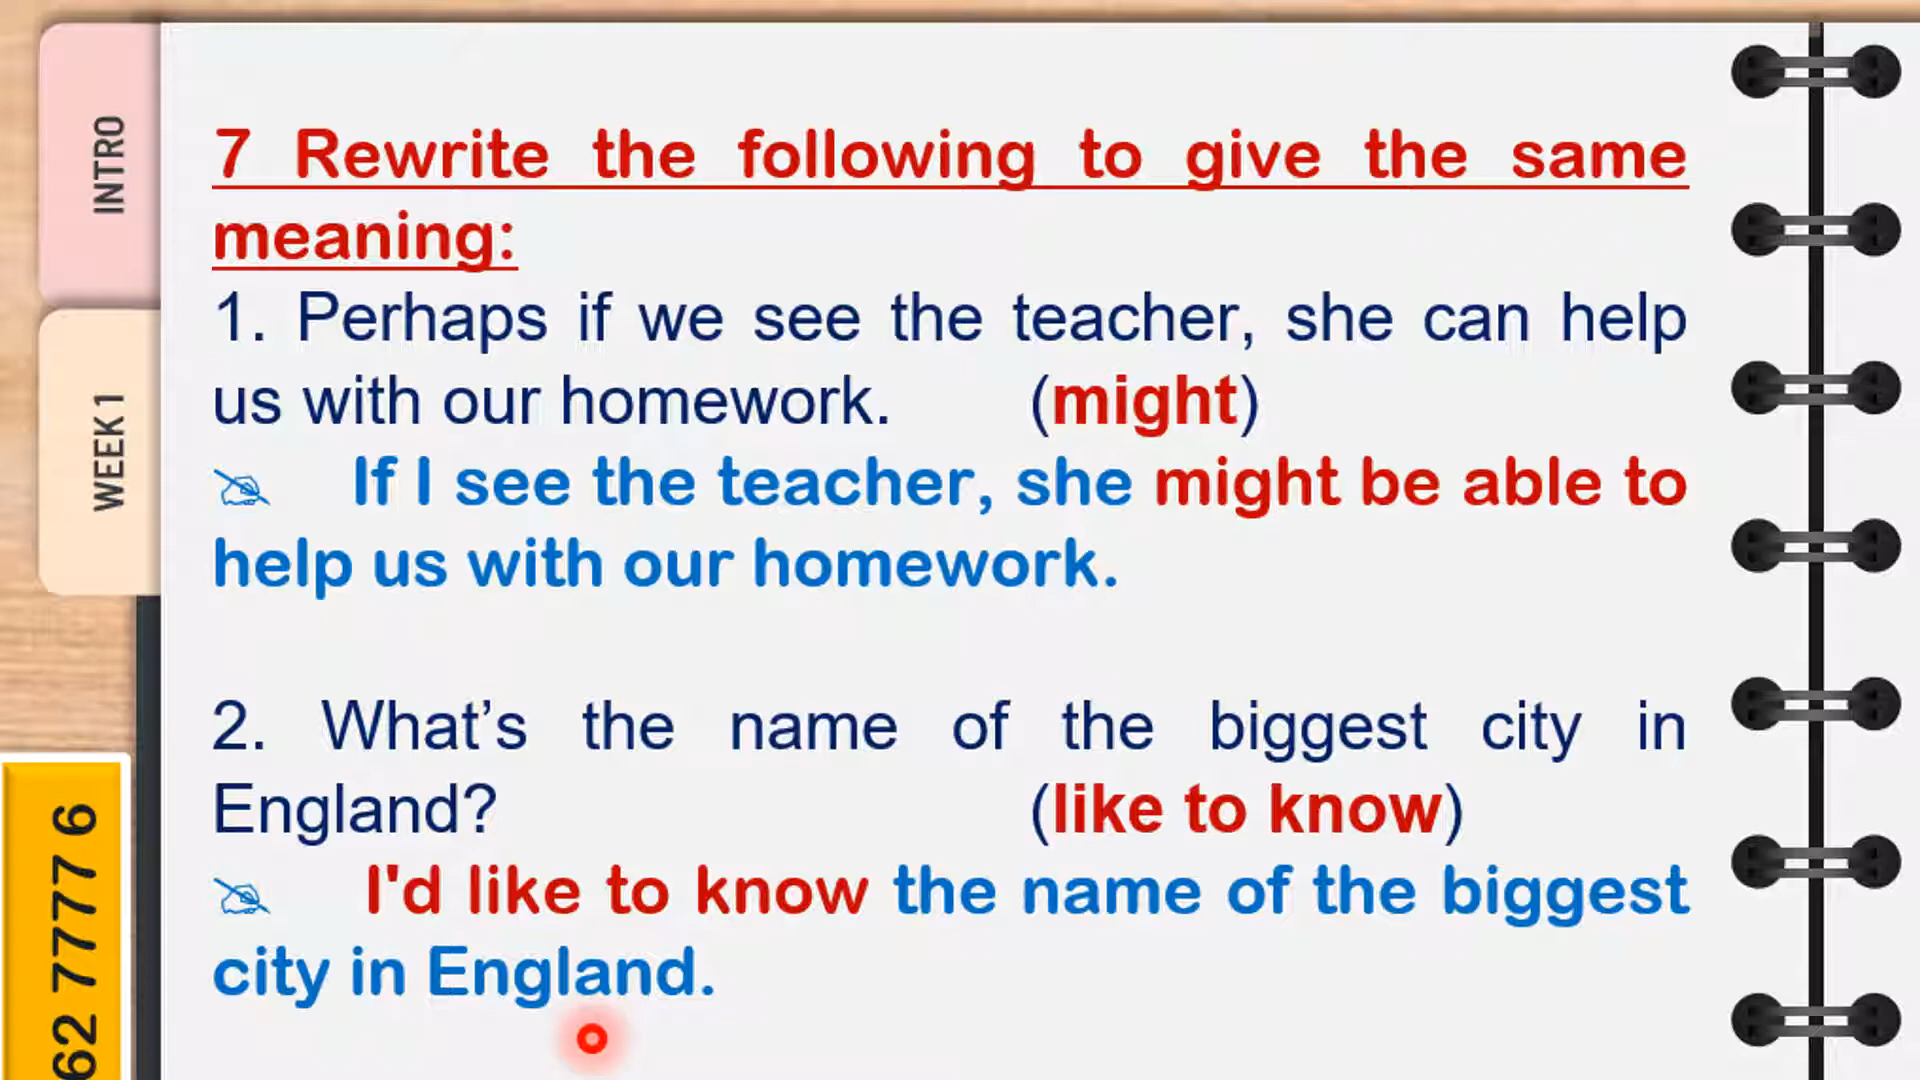 INTRO
WEEK 1
62 7777 6
7 Rewrite the following to give the same
meaning:
1. Perhaps if we see the teacher, she can help
us with our homework. (might)
If I see the teacher, she might be able to
help us with our homework.
2. What’s the name of the biggest city in
England? (like to know)
I'd like to know the name of the biggest
city in England.